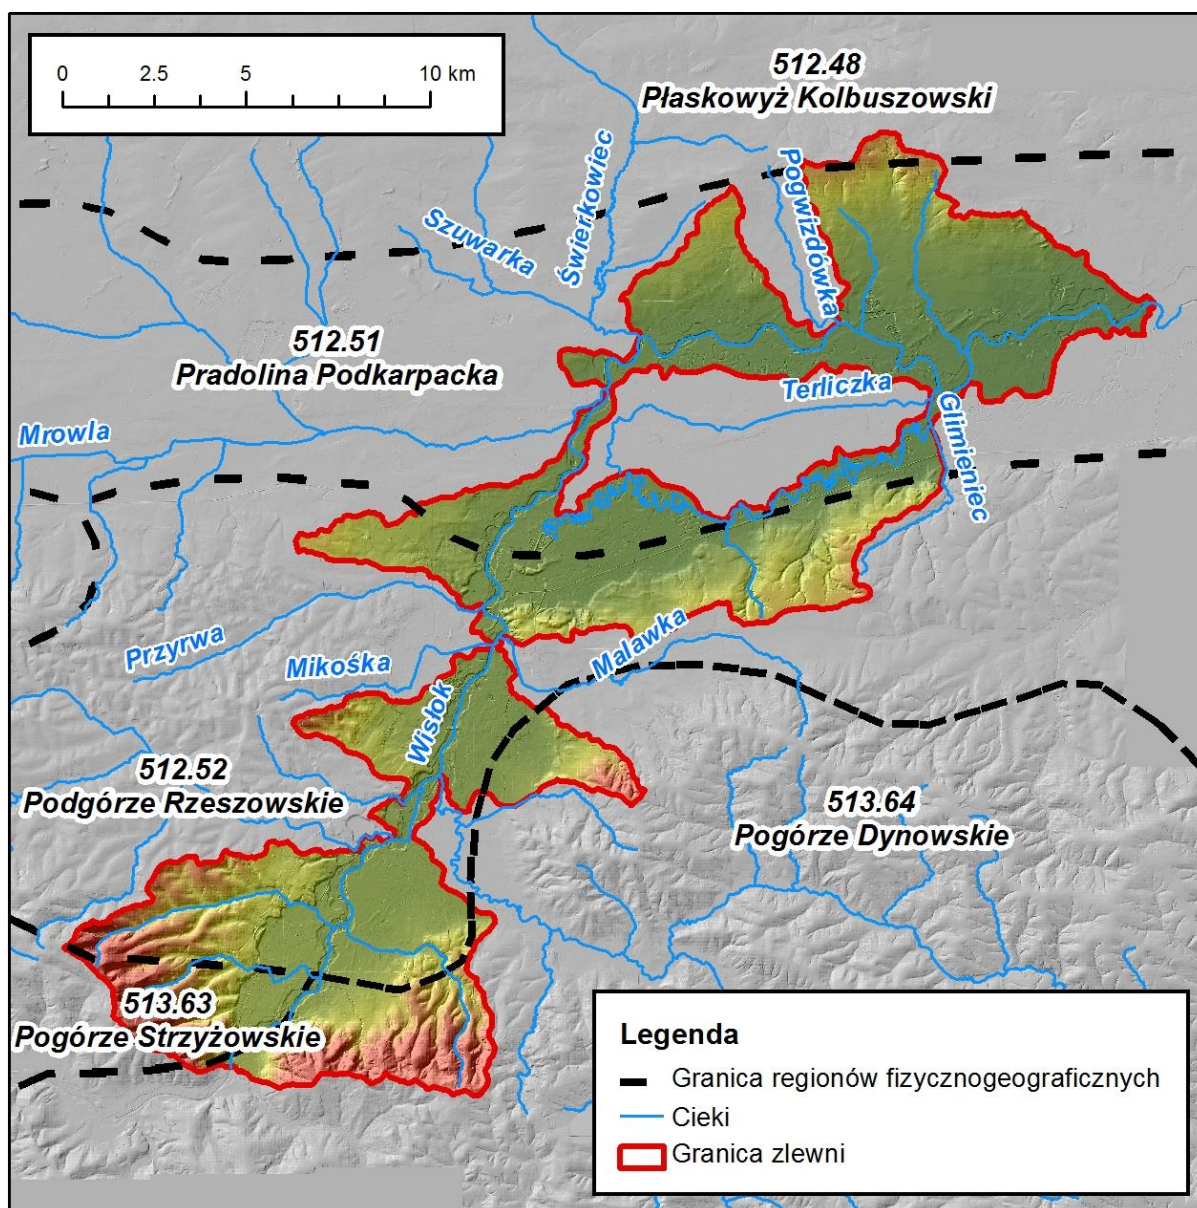 0 2.5 5 10 km
512.48
Płaskowyż Kolbuszowski
Świerkowiec
Pogwizdówka
Szuwarka
512.51
Pradolina Podkarpacka
Terliczka
Glimieniec
Mrowla
Przyrwa
Mikośka
Malawka
Wisłok
512.52
Podgórze Rzeszowskie
513.64
Pogórze Dynowskie
513.63
Pogórze Strzyżowskie
Legenda
Granica regionów fizycznogeograficznych
Cieki
Granica zlewni